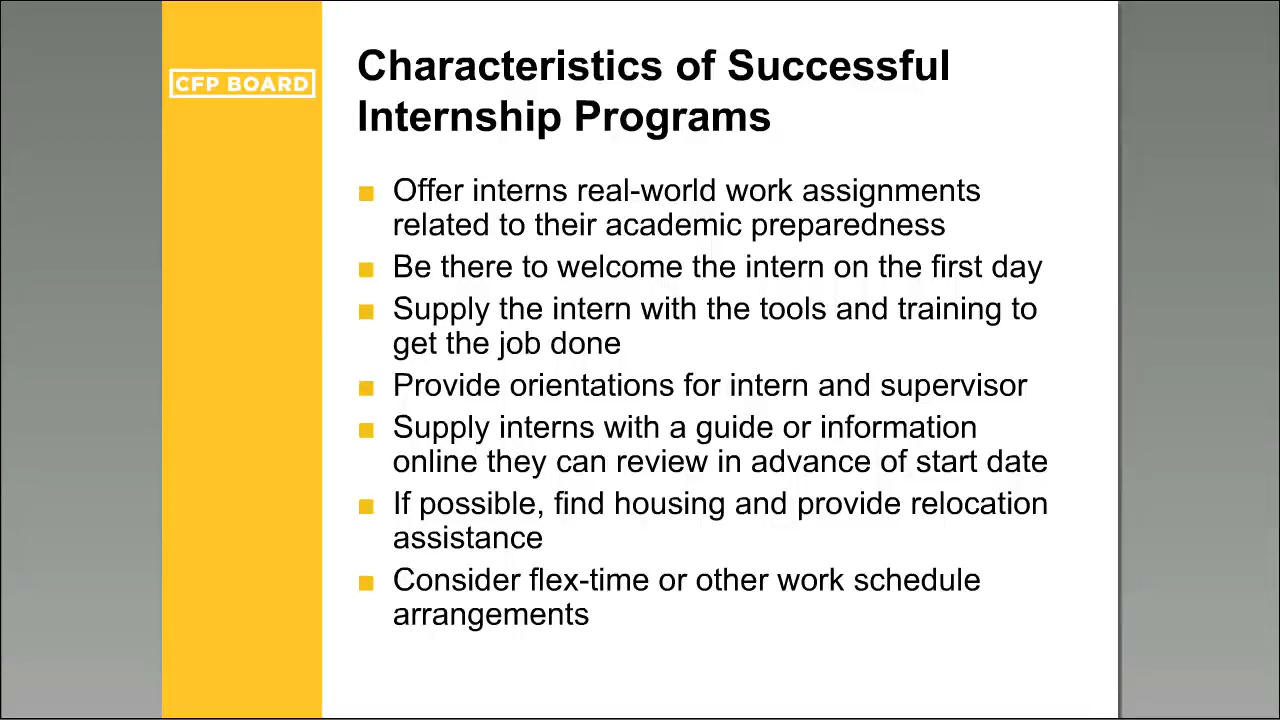 CFP BOARD
Characteristics of Successful
Internship Programs
Offer interns real-world work assignments
related to their academic preparedness
Be there to welcome the intern on the first day
Supply the intern with the tools and training to
get the job done
Provide orientations for intern and supervisor
Supply interns with a guide or information
online they can review in advance of start date
If possible, find housing and provide relocation
assistance
Consider flex-time or other work schedule
arrangements